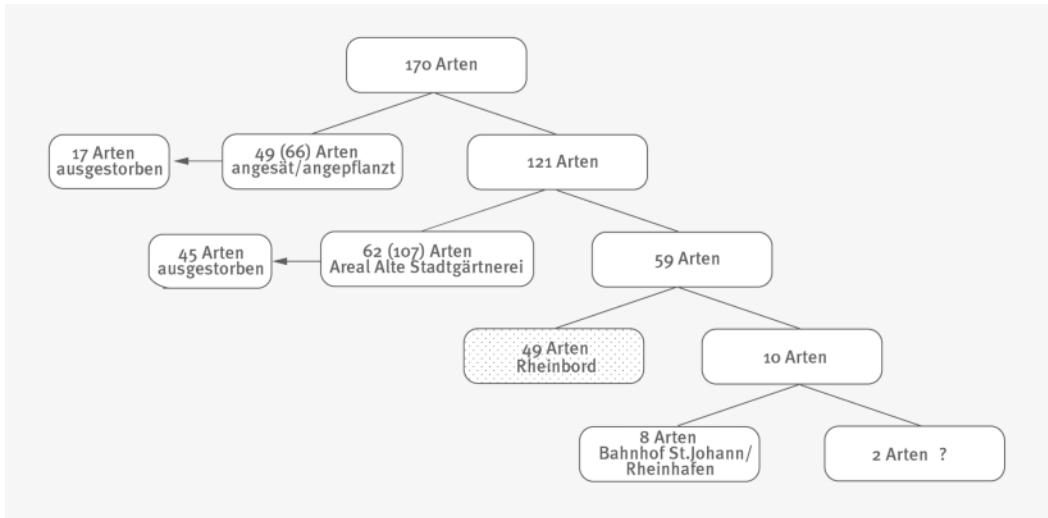 170 Arten
17 Arten
ausgestorben
49 (66) Arten
angesät/angepflanzt
121 Arten
45 Arten
ausgestorben
62 (107) Arten
Areal Alte Stadtgärtnerei
59 Arten
49 Arten
Rheinbord
10 Arten
8 Arten
Bahnhof St.Johann/
Rheinhafen
2 Arten ?